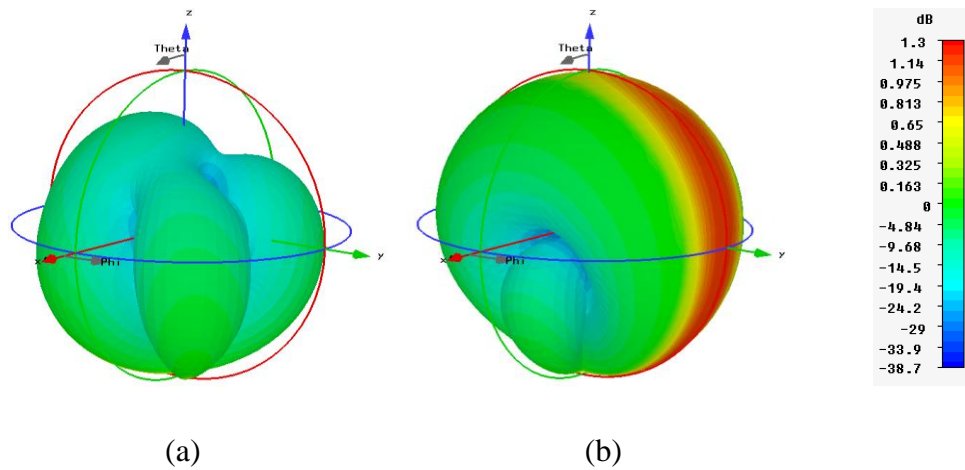 z
Theta
x
Phi
y
z
Theta
x
Phi
y
dB
1.3
1.14
0.975
0.813
0.65
0.488
0.325
0.163
0
-4.84
-9.68
-14.5
-19.4
-24.2
-29
-33.9
-38.7
(a)
(b)